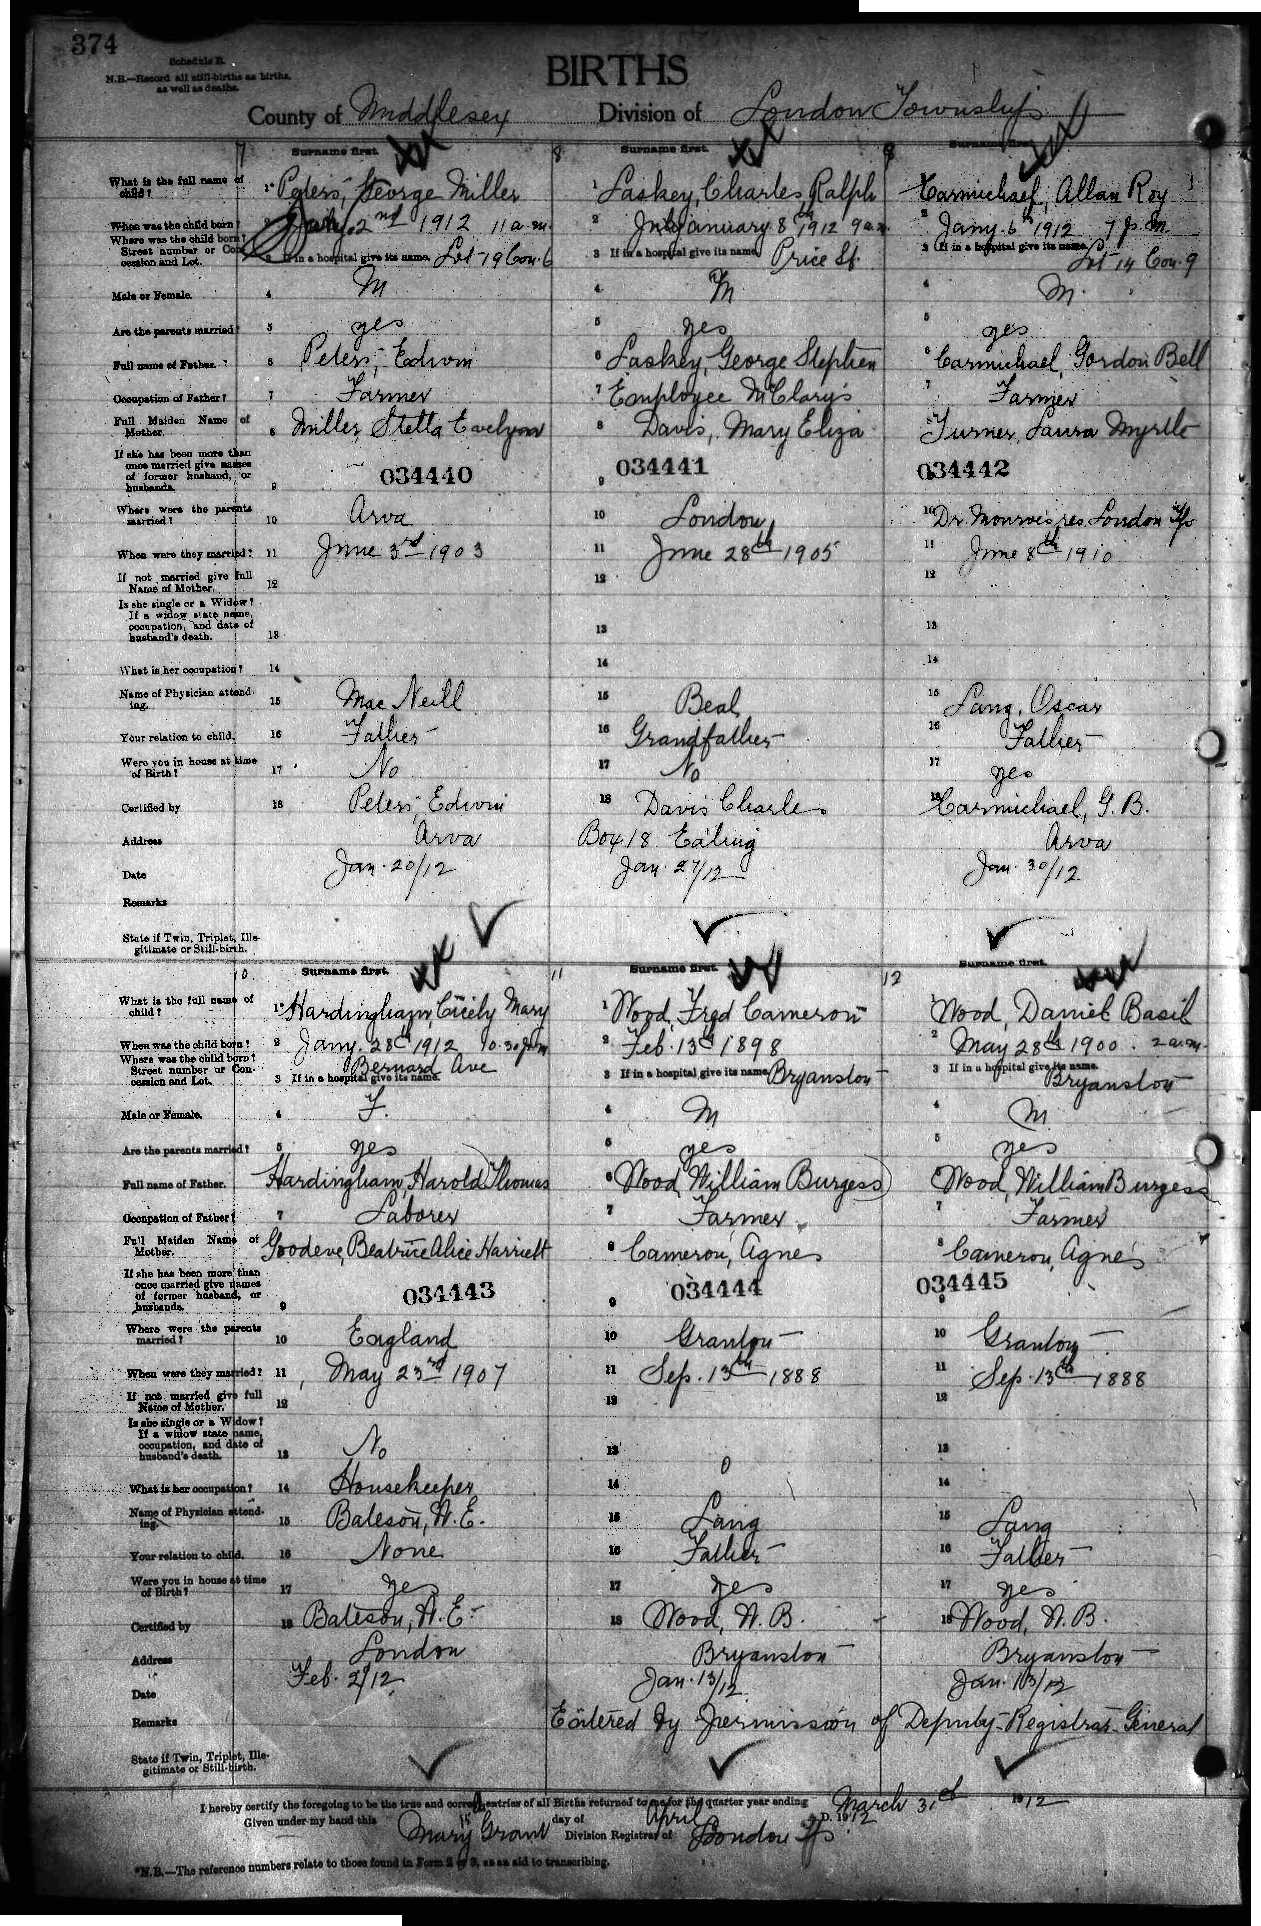 374
Schedule B.
N.B.—Record all still-births as births, as well as deaths.
BIRTHS
County of Middlesex Division of London Township
7 Surname first. 8 Surname first. 9 Surname first.
What is the full name of child? 1* Peters, George Miller 1 Laskey, Charles Ralph Carmichael, Allan Roy
When was the child born? 2 2nd 1912 11 a.m. 2 January 8th 1912 9 a.m. 2 Jany. 6th 1912 7 p.m.
Where was the child born? Street number or Concession and Lot. 3 If in a hospital give its name. Lot 19 Con. 6 3 If in a hospital give its name. Price St. 3 If in a hospital give its name. Lot 14 Con. 9
Male or Female. 4 M 4 M 4 M.
Are the parents married? 5 yes 5 yes 5 yes
Full name of Father. 6 Peters, Edwin 6 Laskey, George Stephen 6 Carmichael, Gordon Bell
Occupation of Father? 7 Farmer 7 Employee McClary's 7 Farmer
Full Maiden Name of Mother. 8 Miller, Stella Evelyn 8 Davis, Mary Eliza 8 Turner, Laura Myrtle
If she has been more than once married give names of former husband, or husbands. 9 034440 9 034441 9 034442
Where were the parents married? 10 Arva 10 London 10 Dr. Monroe's res London Tp
When were they married? 11 June 3rd 1903 11 June 28th 1905 11 June 8th 1910
If not married give full Name of Mother. 12 12 12
Is she single or a Widow? If a widow state name, occupation, and date of husband's death. 13 13 13
What is her occupation? 14 14 14
Name of Physician attending. 15 Mac Neill 15 Beal 15 Lang, Oscar
Your relation to child. 16 Father 16 Grandfather 16 Father
Were you in house at time of Birth? 17 No 17 No 17 yes
Certified by 18 Peters, Edwin 18 Davis Charles 18 Carmichael, G. B.
Address Arva Box 18 Ealing Arva
Date Jan. 20/12 Jan. 27/12 Jan. 30/12
Remarks
State if Twin, Triplet, Illegitimate or Still-birth.
10 Surname first. 11 Surname first. 12 Surname first.
What is the full name of child? 1* Hardingham, Cicely Mary 1 Wood, Fred Cameron 1 Wood, Daniel Basil
When was the child born? 2 Jany. 28th 1912 10.30 p.m. 2 Feb. 13th 1898 2 May 28th 1900. 2 a.m.
Where was the child born? Street number or Concession and Lot. 3 If in a hospital give its name. Bernard Ave 3 If in a hospital give its name. Bryanston 3 If in a hospital give its name. Bryanston
Male or Female. 4 F. 4 M 4 M
Are the parents married? 5 yes 5 yes 5 yes
Full name of Father. Hardingham, Harold Thomas 6 Wood, William Burgess 6 Wood, William Burgess
Occupation of Father? 7 Laborer 7 Farmer 7 Farmer
Full Maiden Name of Mother. Goodeve, Beatrice Alice Harriett 8 Cameron, Agnes 8 Cameron, Agnes
If she has been more than once married give names of former husband, or husbands. 9 034443 9 034444 9 034445
Where were the parents married? 10 England 10 Granton 10 Granton
When were they married? 11 May 23rd 1907 11 Sep. 13th 1888 11 Sep. 13th 1888
If not married give full Name of Mother. 12 12 12
Is she single or a Widow? If a widow state name, occupation, and date of husband's death. 13 No 13 13
What is her occupation? 14 Housekeeper 14 14
Name of Physician attending. 15 Bateson, W. E. 15 Lang 15 Lang
Your relation to child. 16 None 16 Father 16 Father
Were you in house at time of Birth? 17 yes 17 yes 17 yes
Certified by 18 Bateson, W. E. 18 Wood, W. B. 18 Wood, W. B.
Address London Bryanston Bryanston
Date Feb. 2/12 Jan. 13/12 Jan. 13/12
Remarks Entered by Permission of Deputy-Registrar-General
State if Twin, Triplet, Illegitimate or Still-birth.
I hereby certify the foregoing to be the true and correct entries of all Births returned to me for the quarter year ending March 31st 1912
Given under my hand this 15 day of April A.D. 1912
Mary Grant Division Registrar of London Tp.
*N.B.—The reference numbers relate to those found in Form 2 or 3, as an aid to transcribing.